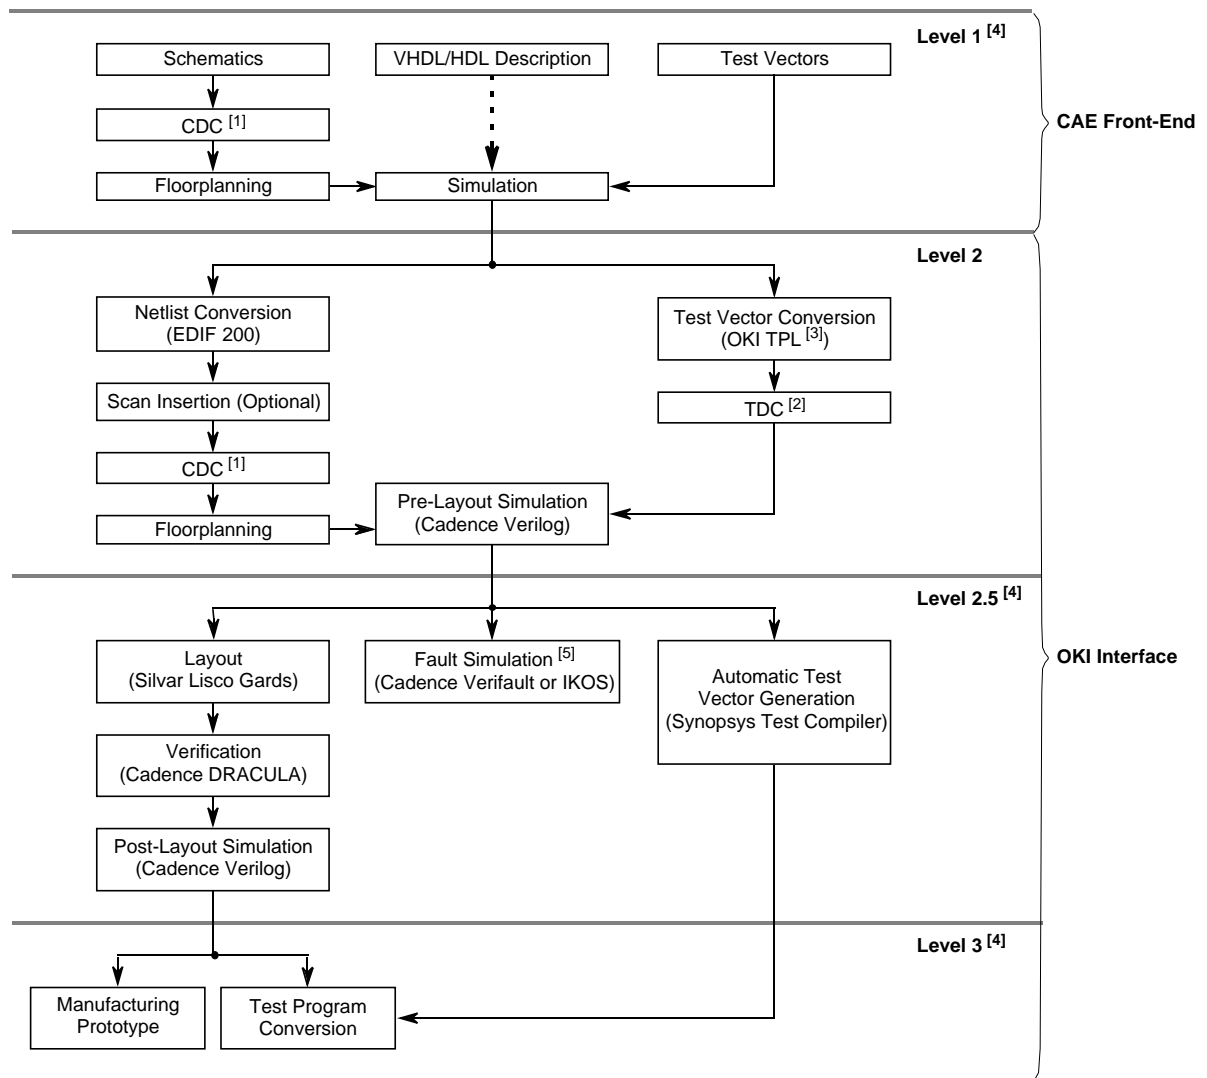 Level 1 [4]
Schematics
VHDL/HDL Description
Test Vectors
CDC [1]
CAE Front-End
Floorplanning
Simulation
Level 2
Netlist Conversion
(EDIF 200)
Test Vector Conversion
(OKI TPL [3])
Scan Insertion (Optional)
TDC [2]
CDC [1]
Pre-Layout Simulation
(Cadence Verilog)
Floorplanning
Level 2.5 [4]
Layout
(Silvar Lisco Gards)
Fault Simulation [5]
(Cadence Verifault or IKOS)
Automatic Test
Vector Generation
(Synopsys Test Compiler)
OKI Interface
Verification
(Cadence DRACULA)
Post-Layout Simulation
(Cadence Verilog)
Level 3 [4]
Manufacturing
Prototype
Test Program
Conversion